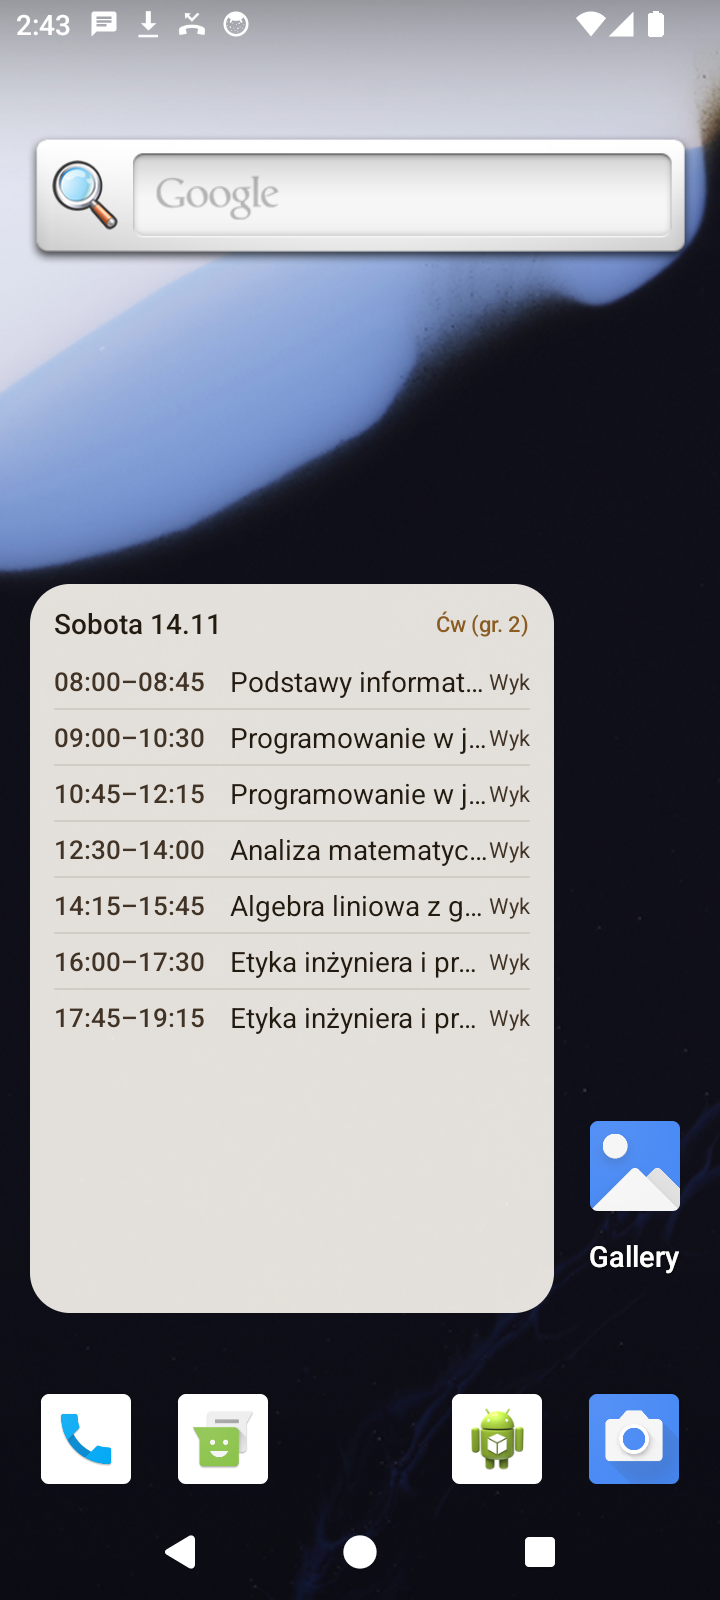 2:43
Google
Sobota 14.11 Ćw (gr. 2)
08:00–08:45 Podstawy informat... Wyk
09:00–10:30 Programowanie w j... Wyk
10:45–12:15 Programowanie w j... Wyk
12:30–14:00 Analiza matematyc... Wyk
14:15–15:45 Algebra liniowa z g... Wyk
16:00–17:30 Etyka inżyniera i pr... Wyk
17:45–19:15 Etyka inżyniera i pr... Wyk
Gallery